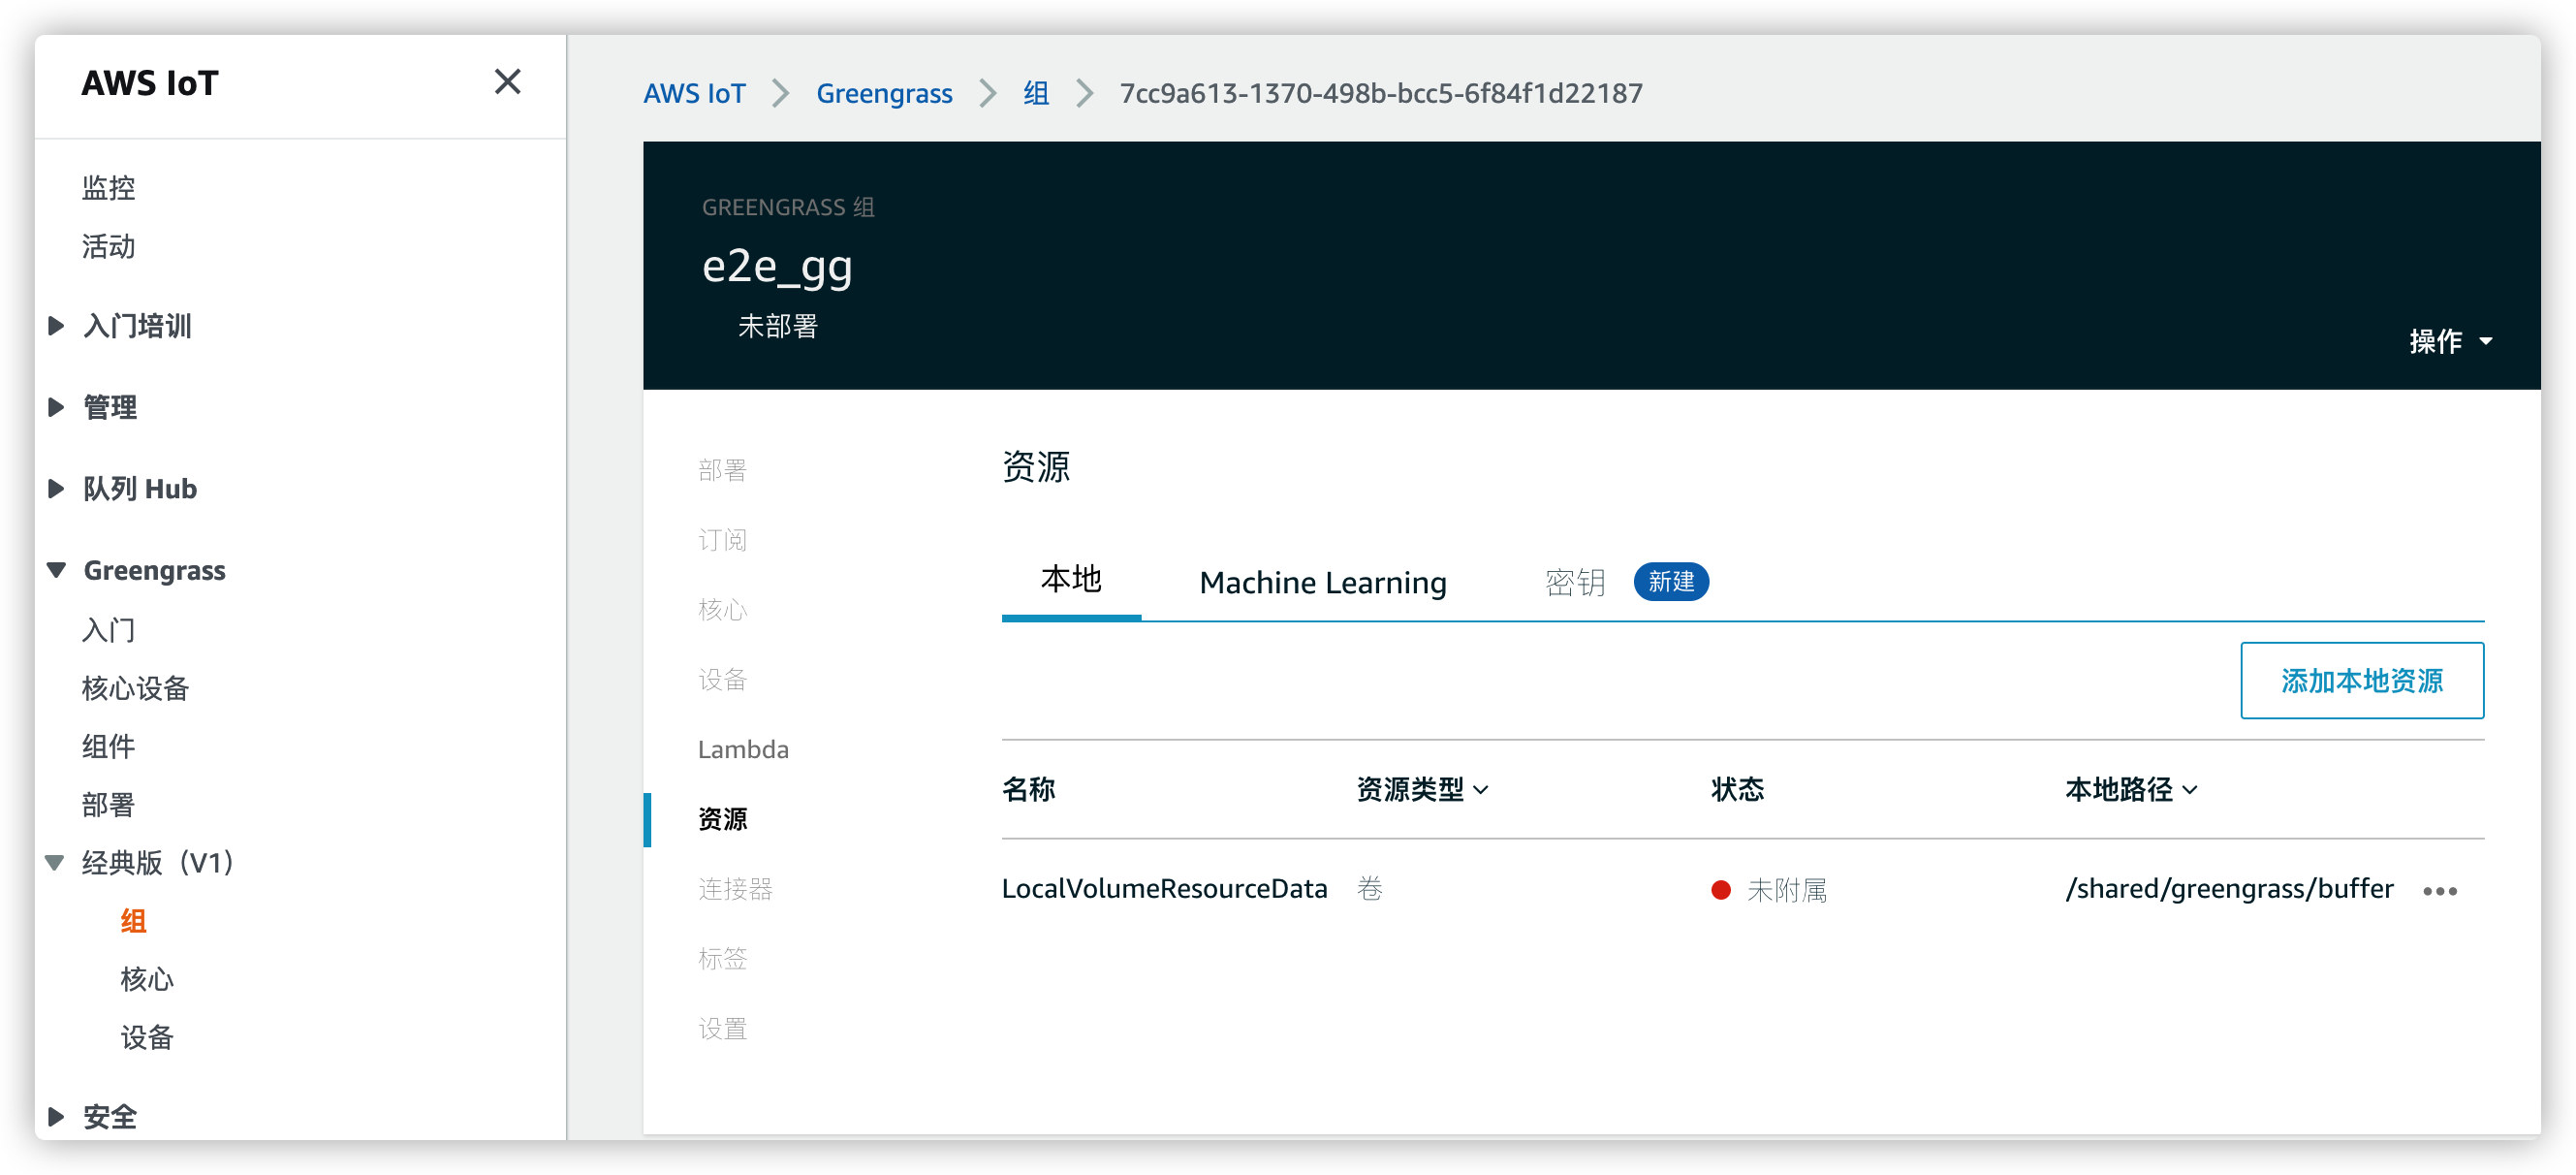 AWS IoT
监控
活动
入门培训
管理
队列 Hub
Greengrass
入门
核心设备
组件
部署
经典版（V1）
组
核心
设备
安全
AWS IoT
Greengrass
组
7cc9a613-1370-498b-bcc5-6f84f1d22187
GREENGRASS 组
e2e_gg
未部署
操作
部署
订阅
核心
设备
Lambda
资源
连接器
标签
设置
资源
本地
Machine Learning
密钥
新建
添加本地资源
名称
资源类型
状态
本地路径
LocalVolumeResourceData
卷
未附属
/shared/greengrass/buffer